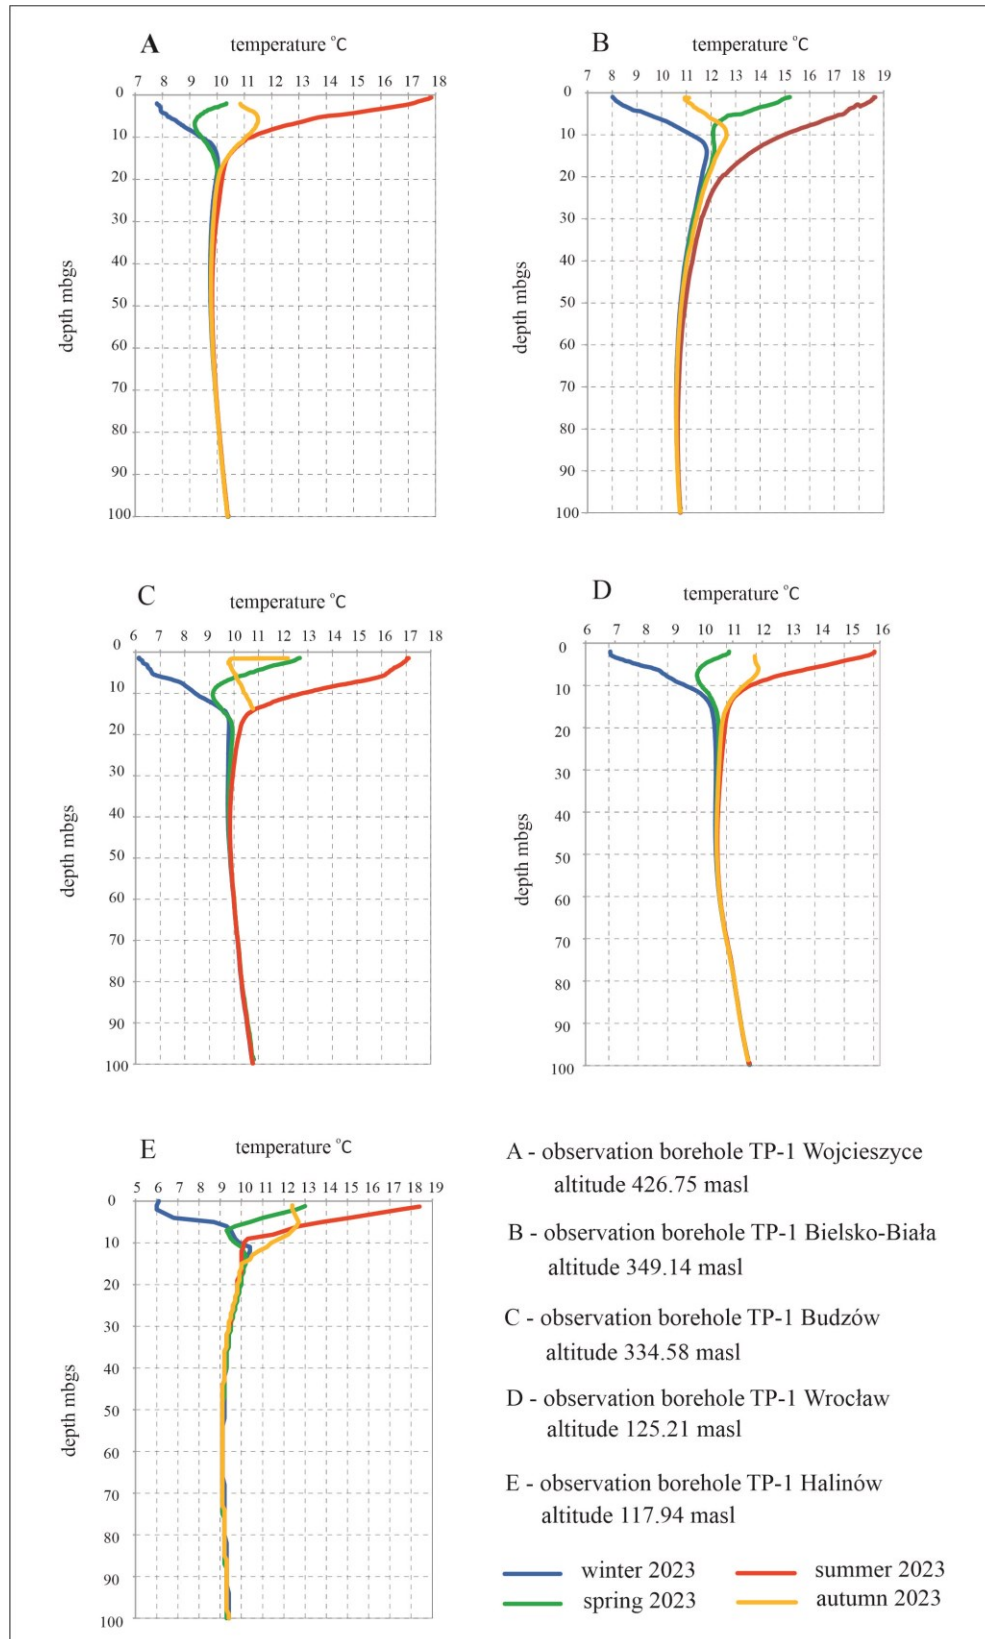 A
temperature °C
7 8 9 10 11 12 13 14 15 16 17 18
0
10
20
30
40
50
60
70
80
90
100
depth mbgs
B
temperature °C
7 8 9 10 11 12 13 14 15 16 17 18 19
0
10
20
30
40
50
60
70
80
90
100
depth mbgs
C
temperature °C
6 7 8 9 10 11 12 13 14 15 16 17 18
0
10
20
30
40
50
60
70
80
90
100
depth mbgs
D
temperature °C
6 7 8 9 10 11 12 13 14 15 16
0
10
20
30
40
50
60
70
80
90
100
depth mbgs
E
temperature °C
5 6 7 8 9 10 11 12 13 14 15 16 17 18 19
0
10
20
30
40
50
60
70
80
90
100
depth mbgs
A - observation borehole TP-1 Wojcieszyce
altitude 426.75 masl
B - observation borehole TP-1 Bielsko-Biała
altitude 349.14 masl
C - observation borehole TP-1 Budzów
altitude 334.58 masl
D - observation borehole TP-1 Wrocław
altitude 125.21 masl
E - observation borehole TP-1 Halinów
altitude 117.94 masl
winter 2023
summer 2023
spring 2023
autumn 2023